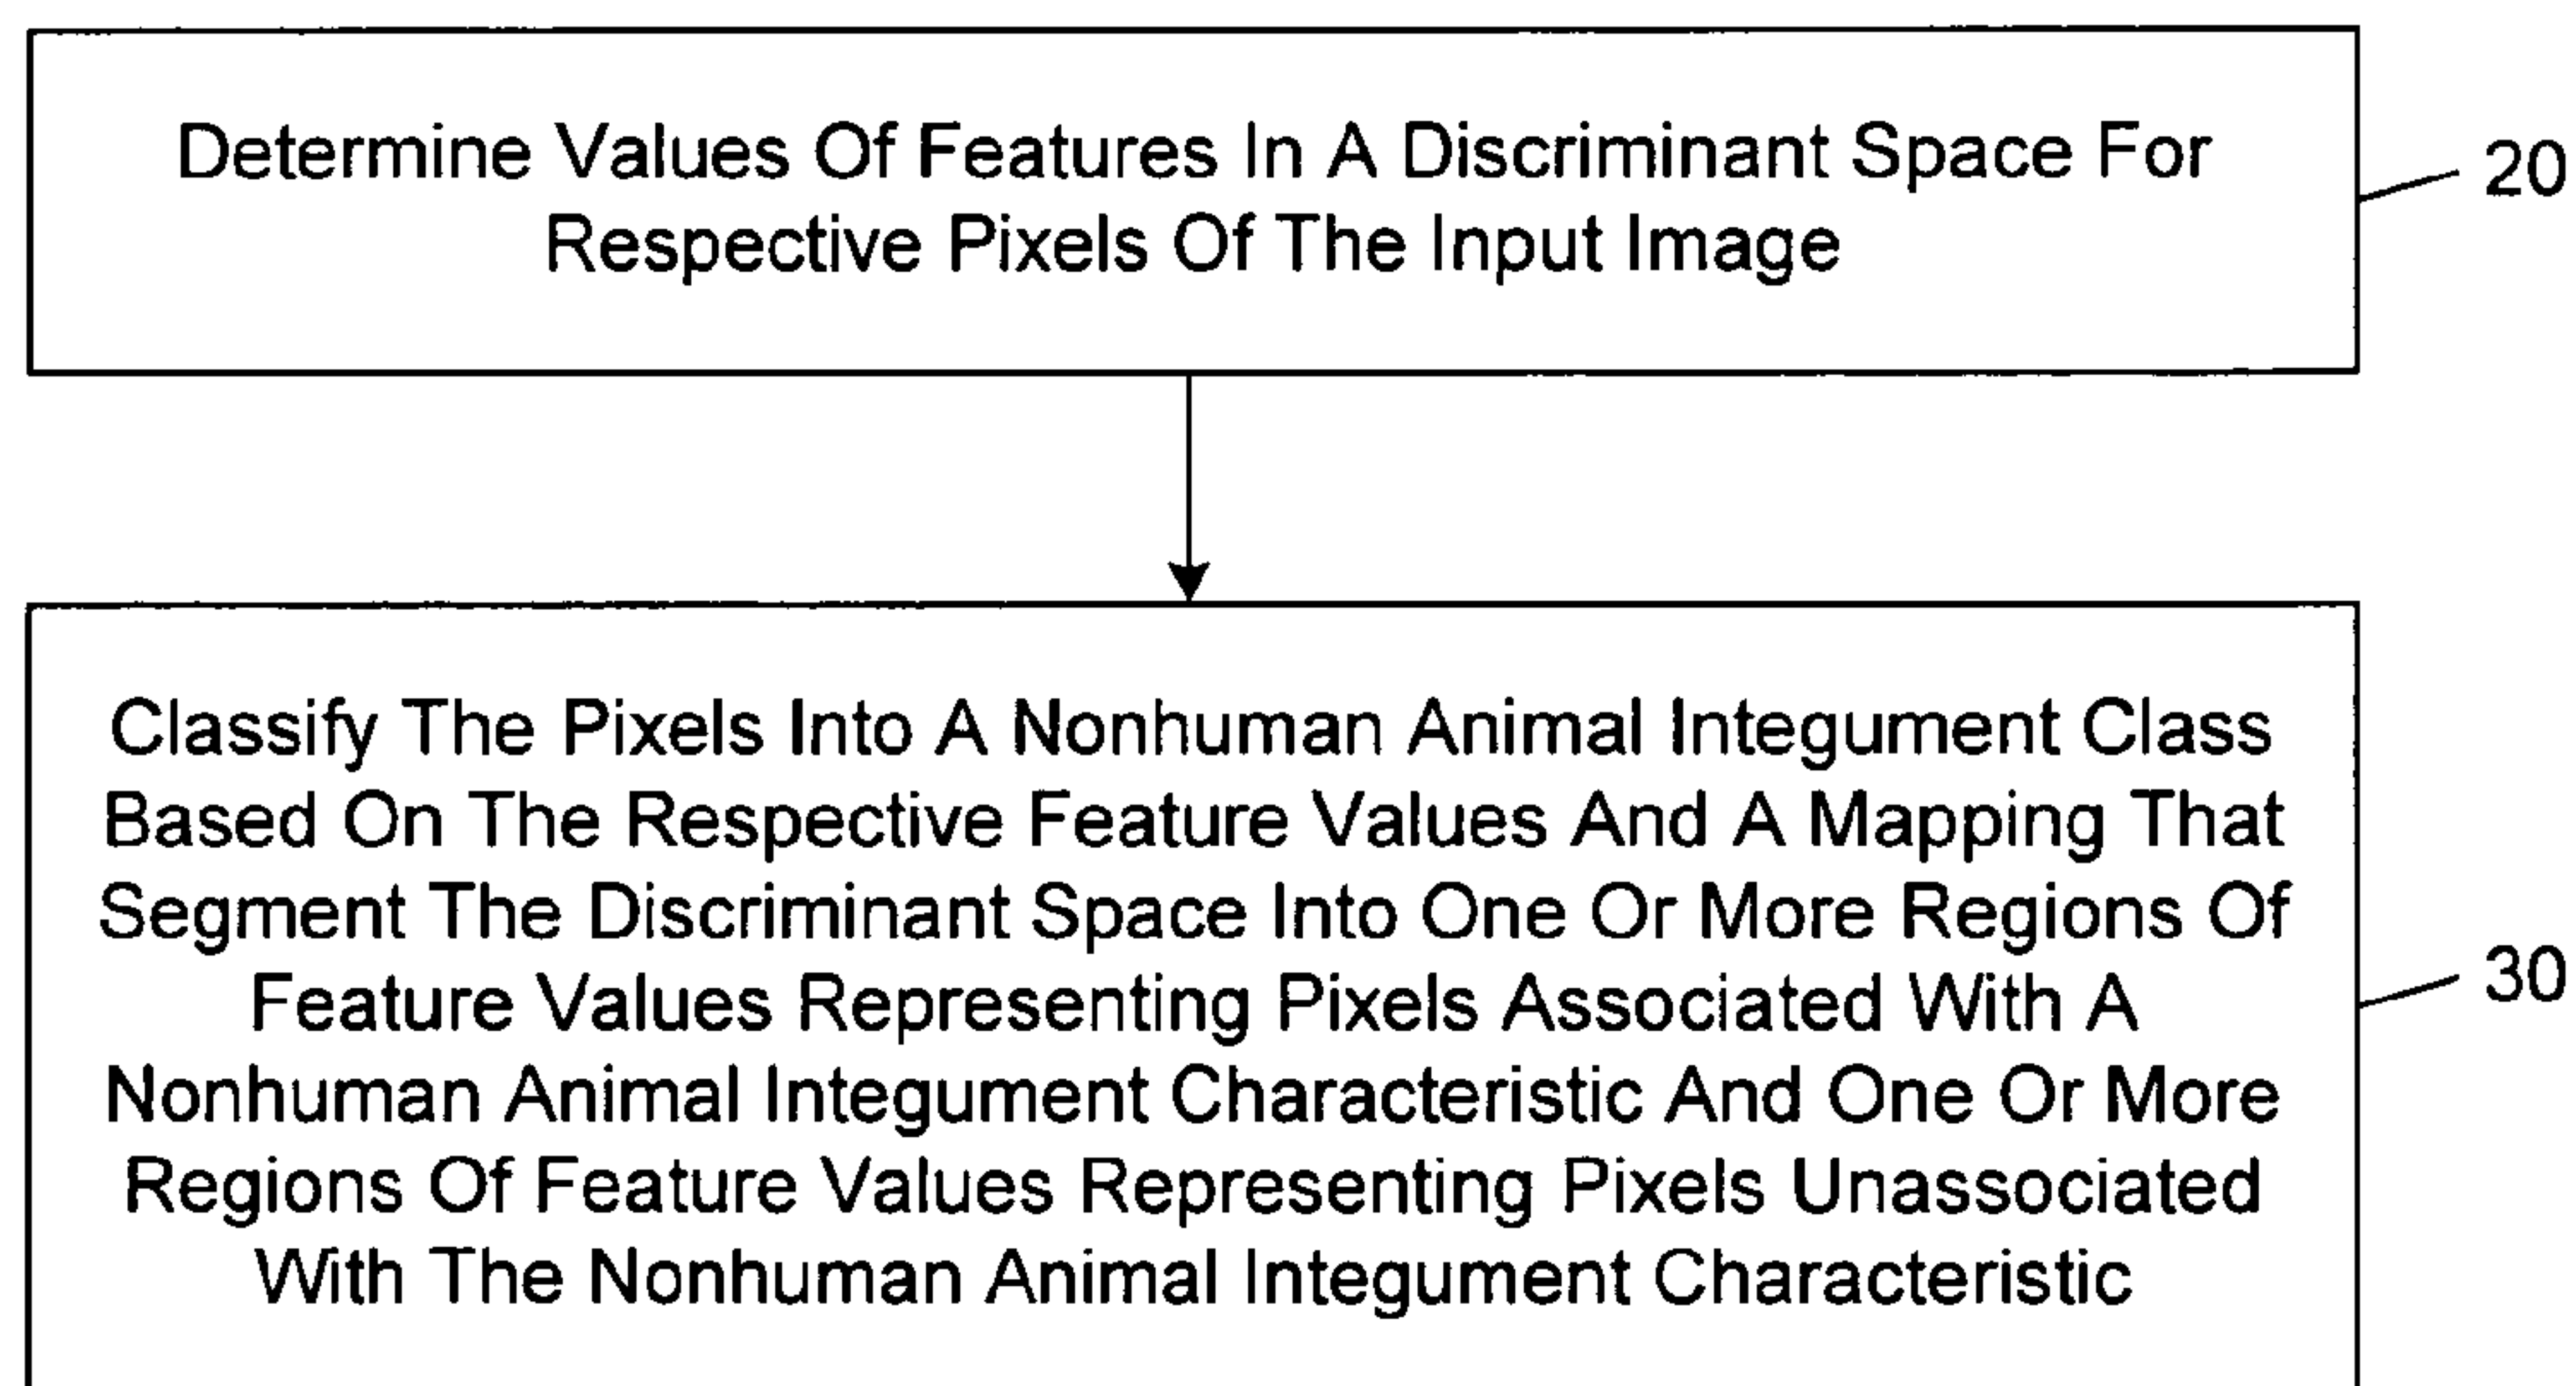 Determine Values Of Features In A Discriminant Space For
Respective Pixels Of The Input Image
20
Classify The Pixels Into A Nonhuman Animal Integument Class
Based On The Respective Feature Values And A Mapping That
Segment The Discriminant Space Into One Or More Regions Of
Feature Values Representing Pixels Associated With A
Nonhuman Animal Integument Characteristic And One Or More
Regions Of Feature Values Representing Pixels Unassociated
With The Nonhuman Animal Integument Characteristic
30